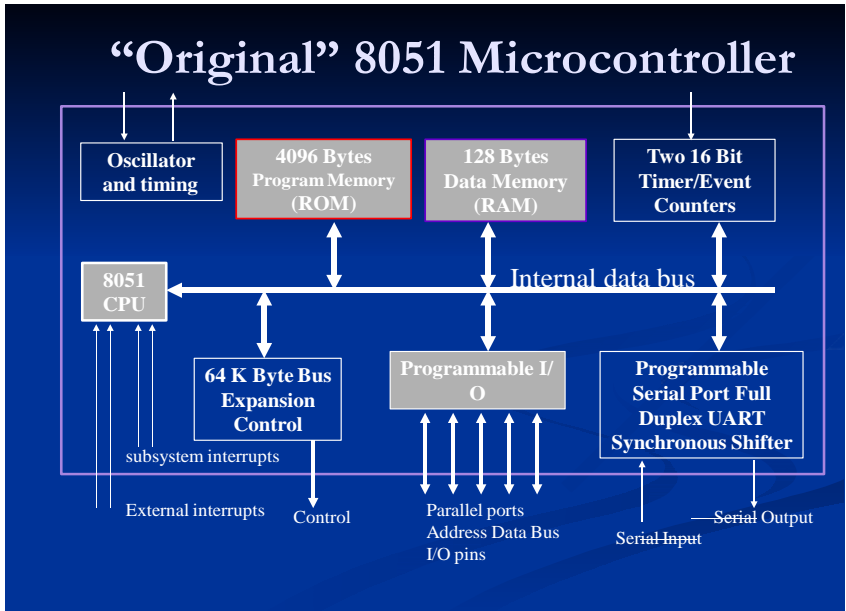 “Original” 8051 Microcontroller
Oscillator
and timing
4096 Bytes
Program Memory
(ROM)
128 Bytes
Data Memory
(RAM)
Two 16 Bit
Timer/Event
Counters
8051
CPU
Internal data bus
64 K Byte Bus
Expansion
Control
Programmable I/
O
Programmable
Serial Port Full
Duplex UART
Synchronous Shifter
subsystem interrupts
External interrupts
Control
Parallel ports
Address Data Bus
I/O pins
Serial Input
Serial Output